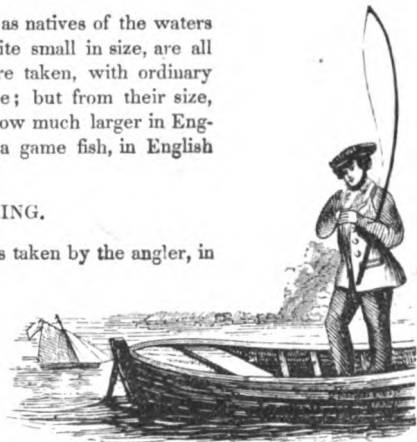 as natives of the waters
ite small in size, are all
re taken, with ordinary
e; but from their size,
ow much larger in Eng-
a game fish, in English
ING.
s taken by the angler, in